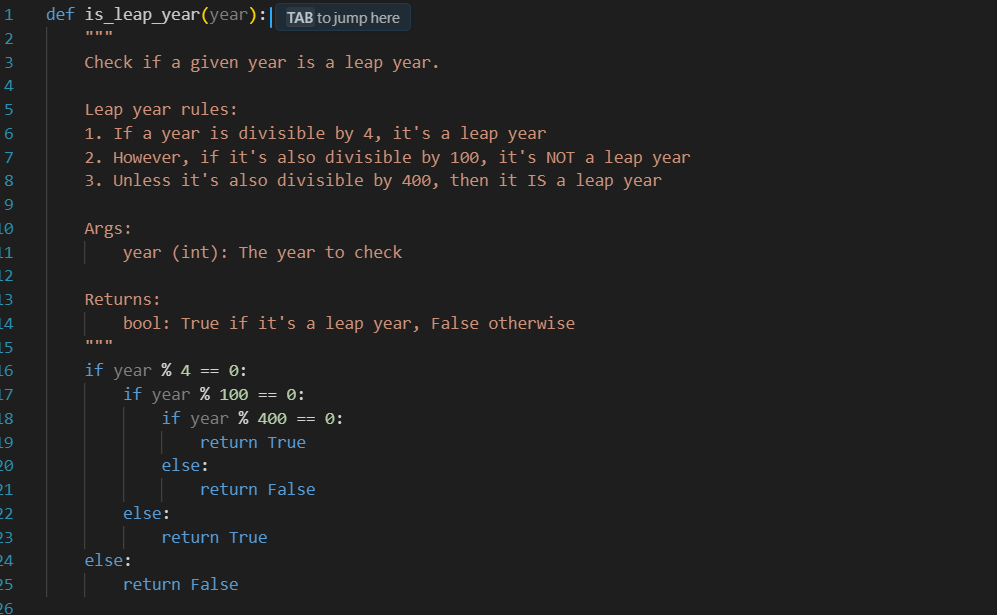 1 def is_leap_year(year): TAB to jump here
2 """
3 Check if a given year is a leap year.
4
5 Leap year rules:
6 1. If a year is divisible by 4, it's a leap year
7 2. However, if it's also divisible by 100, it's NOT a leap year
8 3. Unless it's also divisible by 400, then it IS a leap year
9
10 Args:
11 year (int): The year to check
12
13 Returns:
14 bool: True if it's a leap year, False otherwise
15 """
16 if year % 4 == 0:
17 if year % 100 == 0:
18 if year % 400 == 0:
19 return True
20 else:
21 return False
22 else:
23 return True
24 else:
25 return False
26